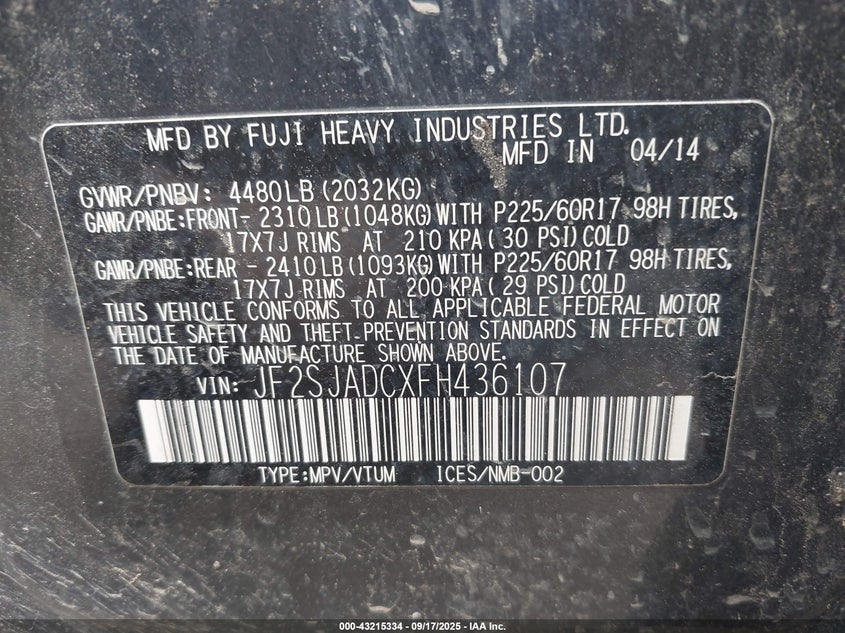 MFD BY FUJI HEAVY INDUSTRIES LTD.
MFD IN 04/14
GVWR/PNBV: 4480LB (2032KG)
GAWR/PNBE:FRONT- 2310LB (1048KG) WITH P225/60R17 98H TIRES,
17X7J RIMS AT 210 KPA ( 30 PSI) COLD
GAWR/PNBE:REAR - 2410LB (1093KG) WITH P225/60R17 98H TIRES,
17X7J RIMS AT 200 KPA ( 29 PSI) COLD
THIS VEHICLE CONFORMS TO ALL APPLICABLE FEDERAL MOTOR
VEHICLE SAFETY AND THEFT-PREVENTION STANDARDS IN EFFECT ON
THE DATE OF MANUFACTURE SHOWN ABOVE.
VIN: JF2SJADCXFH436107
TYPE:MPV/VTUM ICES/NMB-002
000-43215334 - 09/17/2025 - IAA Inc.